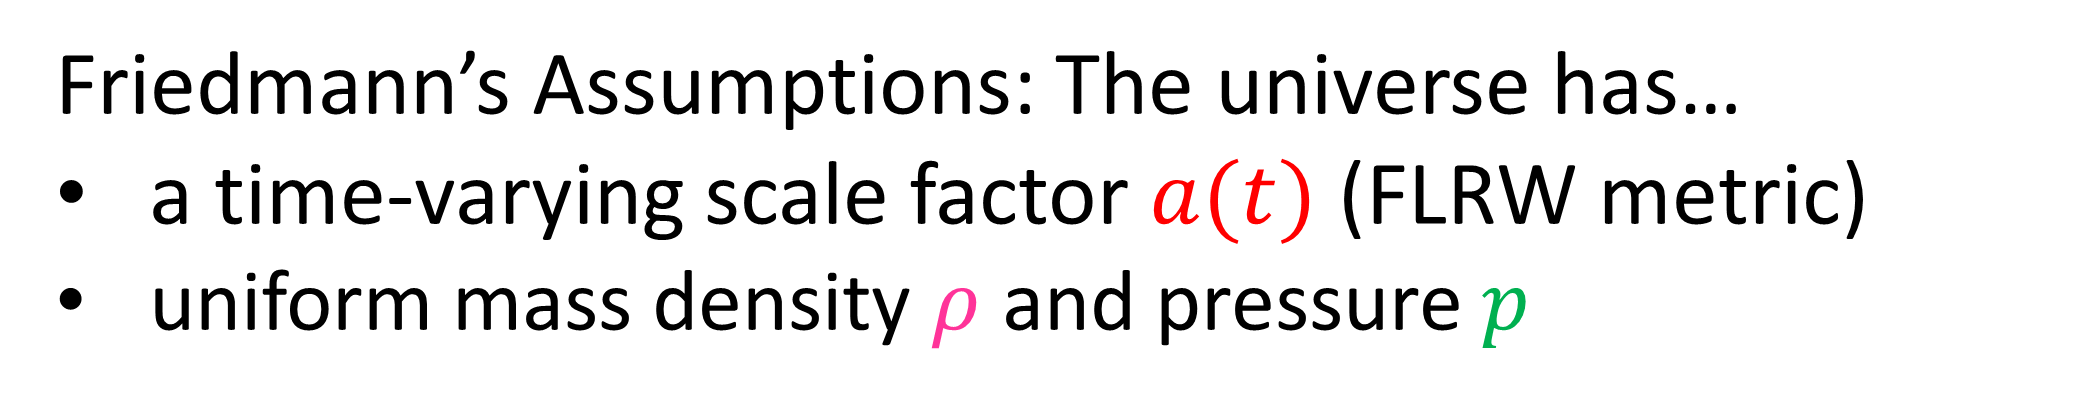 Friedmann’s Assumptions: The universe has…
• a time-varying scale factor 𝑎(𝑡) (FLRW metric)
• uniform mass density 𝜌 and pressure 𝑝